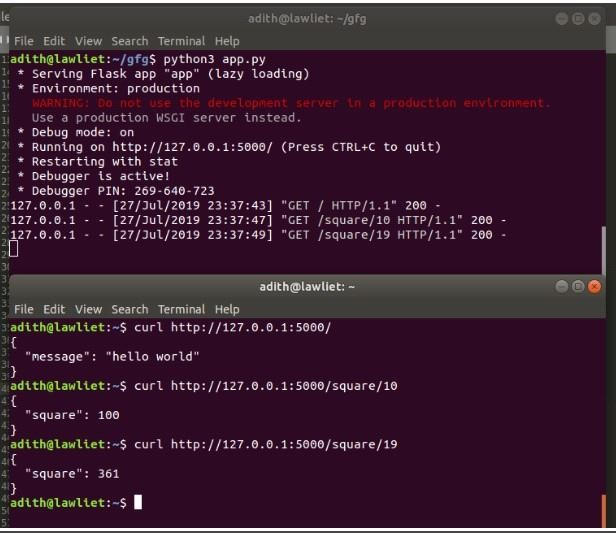 adith@lawliet: ~/gfg
File Edit View Search Terminal Help
adith@lawliet:~/gfg$ python3 app.py
 * Serving Flask app "app" (lazy loading)
 * Environment: production
   WARNING: Do not use the development server in a production environment.
   Use a production WSGI server instead.
 * Debug mode: on
 * Running on http://127.0.0.1:5000/ (Press CTRL+C to quit)
 * Restarting with stat
 * Debugger is active!
 * Debugger PIN: 269-640-723
127.0.0.1 - - [27/Jul/2019 23:37:43] "GET / HTTP/1.1" 200 -
127.0.0.1 - - [27/Jul/2019 23:37:47] "GET /square/10 HTTP/1.1" 200 -
127.0.0.1 - - [27/Jul/2019 23:37:49] "GET /square/19 HTTP/1.1" 200 -
adith@lawliet: ~
File Edit View Search Terminal Help
adith@lawliet:~$ curl http://127.0.0.1:5000/
{
  "message": "hello world"
}
adith@lawliet:~$ curl http://127.0.0.1:5000/square/10
{
  "square": 100
}
adith@lawliet:~$ curl http://127.0.0.1:5000/square/19
{
  "square": 361
}
adith@lawliet:~$